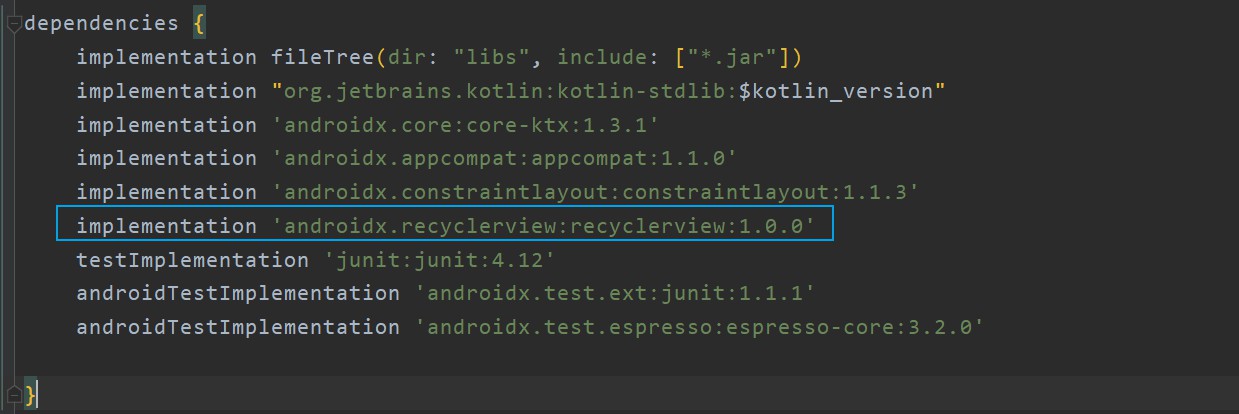 dependencies {
implementation fileTree(dir: "libs", include: ["*.jar"])
implementation "org.jetbrains.kotlin:kotlin-stdlib:$kotlin_version"
implementation 'androidx.core:core-ktx:1.3.1'
implementation 'androidx.appcompat:appcompat:1.1.0'
implementation 'androidx.constraintlayout:constraintlayout:1.1.3'
implementation 'androidx.recyclerview:recyclerview:1.0.0'
testImplementation 'junit:junit:4.12'
androidTestImplementation 'androidx.test.ext:junit:1.1.1'
androidTestImplementation 'androidx.test.espresso:espresso-core:3.2.0'
}